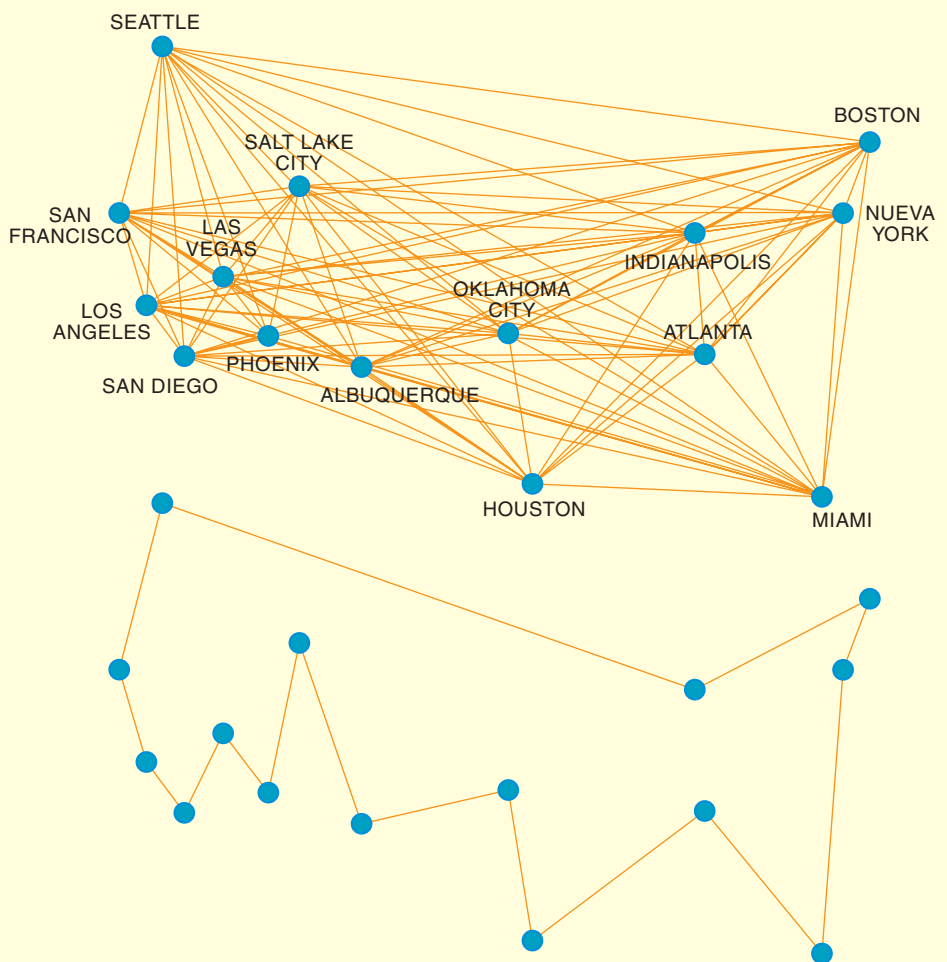 SEATTLE
BOSTON
SALT LAKE
CITY
SAN
FRANCISCO
LAS
VEGAS
NUEVA
YORK
INDIANAPOLIS
OKLAHOMA
CITY
LOS
ANGELES
ATLANTA
PHOENIX
SAN DIEGO
ALBUQUERQUE
HOUSTON
MIAMI